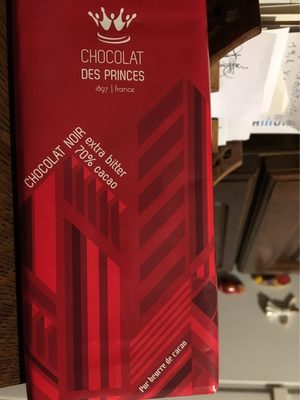 CHOCOLAT
DES PRINCES
1897 | france
CHOCOLAT NOIR
extra bitter
70% cacao
Pur beurre de cacao